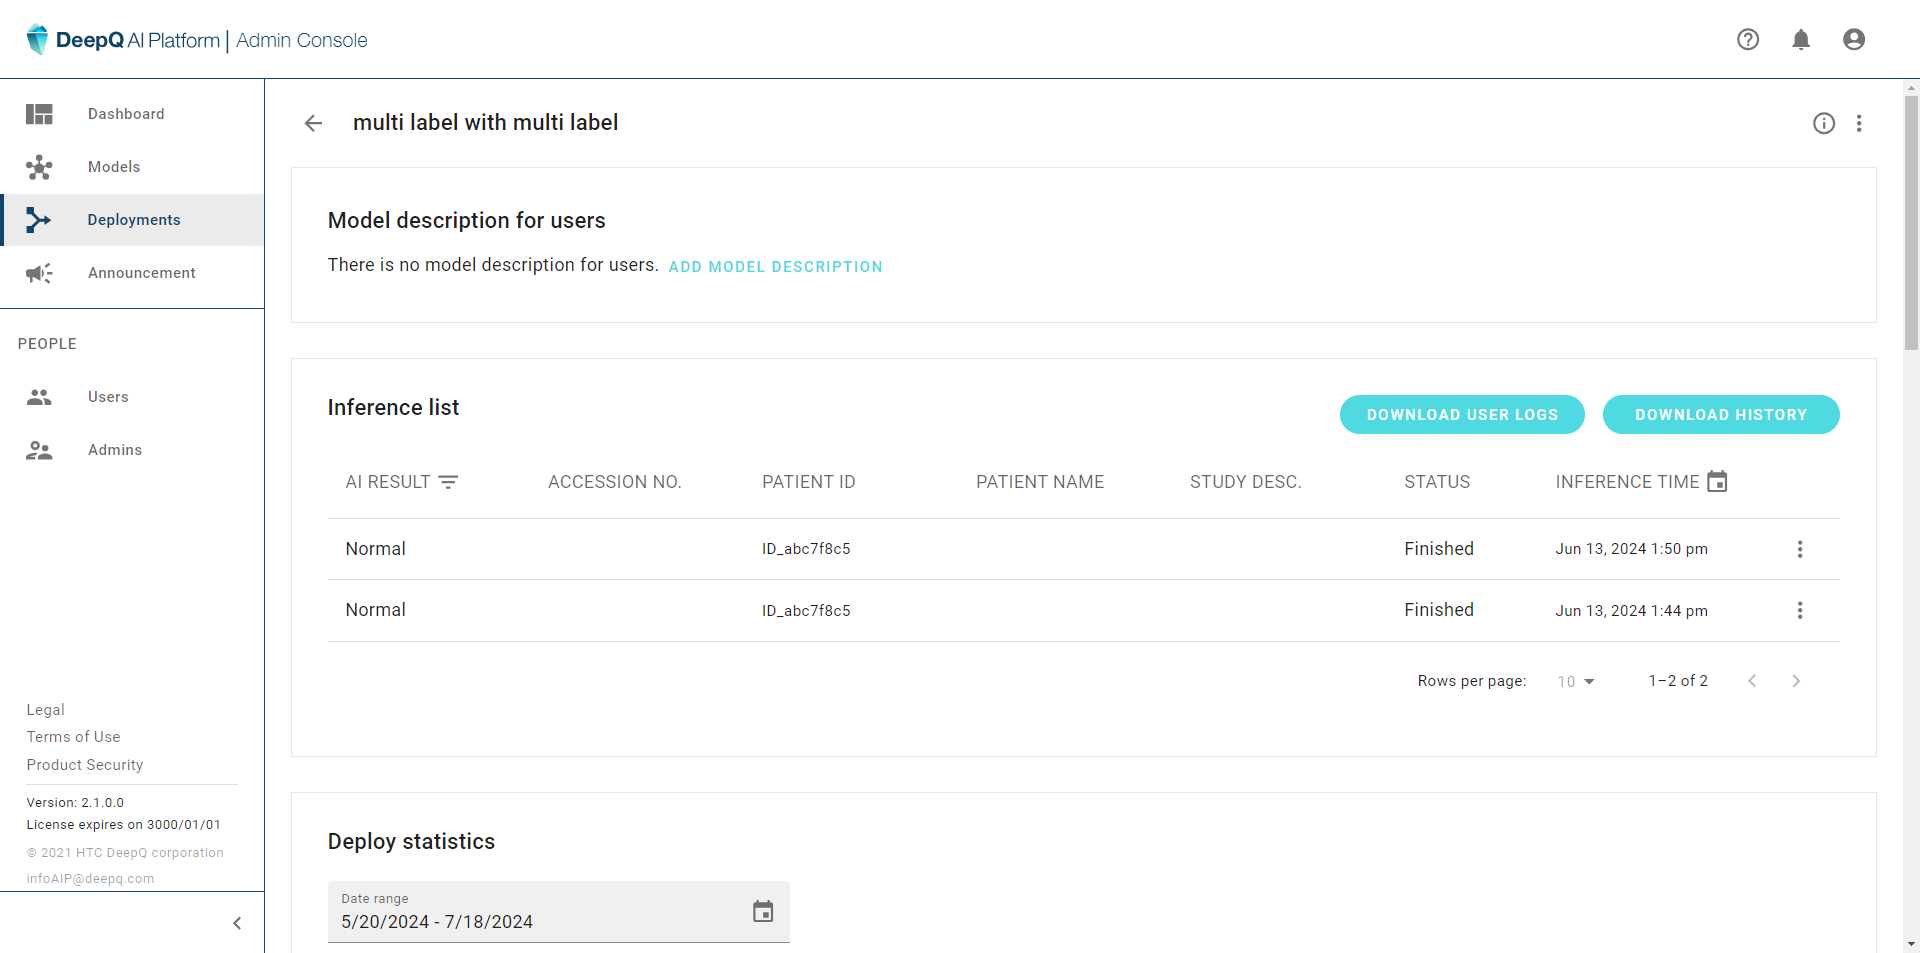 DeepQ AI Platform | Admin Console
Dashboard
Models
Deployments
Announcement
PEOPLE
Users
Admins
Legal
Terms of Use
Product Security
Version: 2.1.0.0
License expires on 3000/01/01
© 2021 HTC DeepQ corporation
infoAIP@deepq.com
multi label with multi label
Model description for users
There is no model description for users. ADD MODEL DESCRIPTION
Inference list
DOWNLOAD USER LOGS DOWNLOAD HISTORY
AI RESULT ACCESSION NO. PATIENT ID PATIENT NAME STUDY DESC. STATUS INFERENCE TIME
Normal ID_abc7f8c5 Finished Jun 13, 2024 1:50 pm
Normal ID_abc7f8c5 Finished Jun 13, 2024 1:44 pm
Rows per page: 10 1–2 of 2
Deploy statistics
Date range
5/20/2024 - 7/18/2024